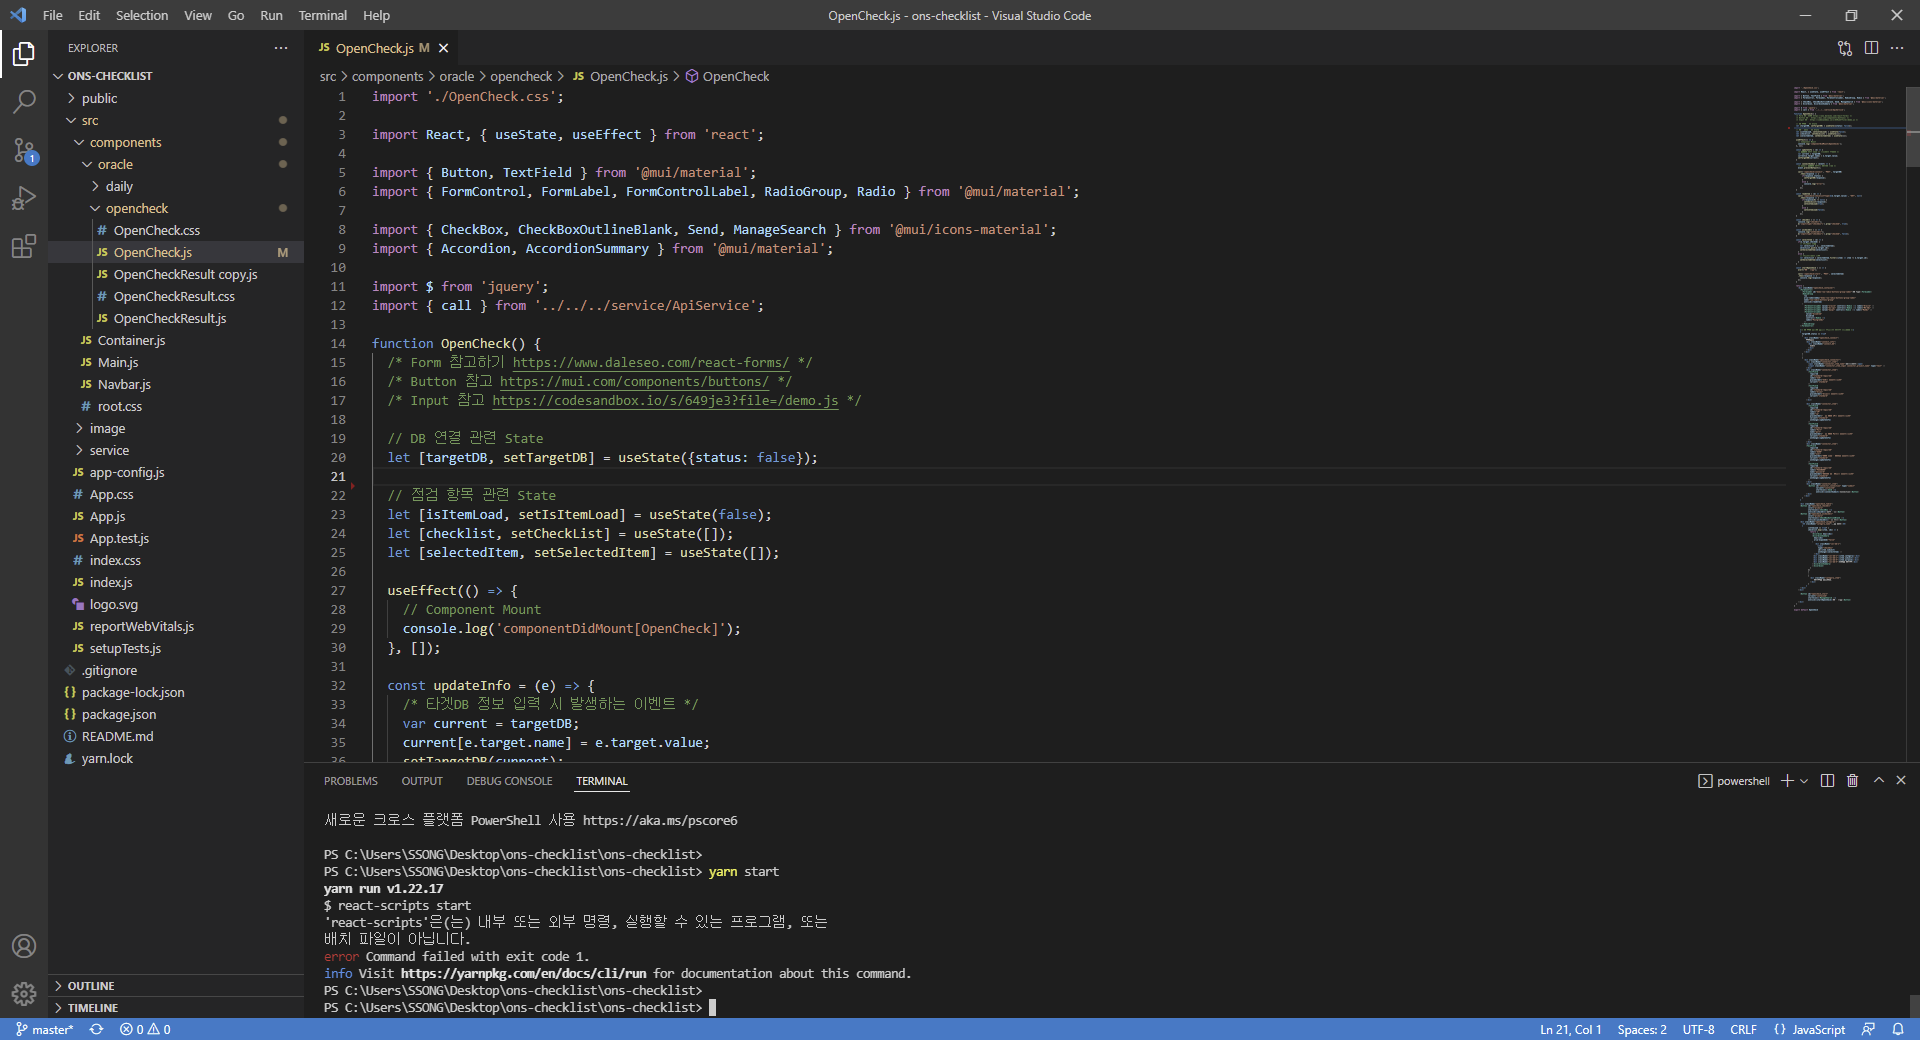 File Edit Selection View Go Run Terminal Help
OpenCheck.js - ons-checklist - Visual Studio Code
EXPLORER
ONS-CHECKLIST
public
src
components
oracle
daily
opencheck
# OpenCheck.css
JS OpenCheck.js M
JS OpenCheckResult copy.js
# OpenCheckResult.css
JS OpenCheckResult.js
JS Container.js
JS Main.js
JS Navbar.js
# root.css
image
service
JS app-config.js
# App.css
JS App.js
JS App.test.js
# index.css
JS index.js
logo.svg
JS reportWebVitals.js
JS setupTests.js
.gitignore
{} package-lock.json
{} package.json
README.md
yarn.lock
OUTLINE
TIMELINE
1
JS OpenCheck.js M
src > components > oracle > opencheck > JS OpenCheck.js > OpenCheck
1 import './OpenCheck.css';
2
3 import React, { useState, useEffect } from 'react';
4
5 import { Button, TextField } from '@mui/material';
6 import { FormControl, FormLabel, FormControlLabel, RadioGroup, Radio } from '@mui/material';
7
8 import { CheckBox, CheckBoxOutlineBlank, Send, ManageSearch } from '@mui/icons-material';
9 import { Accordion, AccordionSummary } from '@mui/material';
10
11 import $ from 'jquery';
12 import { call } from '../../../service/ApiService';
13
14 function OpenCheck() {
15 /* Form 참고하기 https://www.daleseo.com/react-forms/ */
16 /* Button 참고 https://mui.com/components/buttons/ */
17 /* Input 참고 https://codesandbox.io/s/649je3?file=/demo.js */
18
19 // DB 연결 관련 State
20 let [targetDB, setTargetDB] = useState({status: false});
21
22 // 점검 항목 관련 State
23 let [isItemLoad, setIsItemLoad] = useState(false);
24 let [checklist, setCheckList] = useState([]);
25 let [selectedItem, setSelectedItem] = useState([]);
26
27 useEffect(() => {
28 // Component Mount
29 console.log('componentDidMount[OpenCheck]');
30 }, []);
31
32 const updateInfo = (e) => {
33 /* 타겟DB 정보 입력 시 발생하는 이벤트 */
34 var current = targetDB;
35 current[e.target.name] = e.target.value;
36 setTargetDB(current);
PROBLEMS OUTPUT DEBUG CONSOLE TERMINAL
powershell
새로운 크로스 플랫폼 PowerShell 사용 https://aka.ms/pscore6
PS C:\Users\SSONG\Desktop\ons-checklist\ons-checklist>
PS C:\Users\SSONG\Desktop\ons-checklist\ons-checklist> yarn start
yarn run v1.22.17
$ react-scripts start
'react-scripts'은(는) 내부 또는 외부 명령, 실행할 수 있는 프로그램, 또는
배치 파일이 아닙니다.
error Command failed with exit code 1.
info Visit https://yarnpkg.com/en/docs/cli/run for documentation about this command.
PS C:\Users\SSONG\Desktop\ons-checklist\ons-checklist>
PS C:\Users\SSONG\Desktop\ons-checklist\ons-checklist>
master* 0 0 Ln 21, Col 1 Spaces: 2 UTF-8 CRLF {} JavaScript